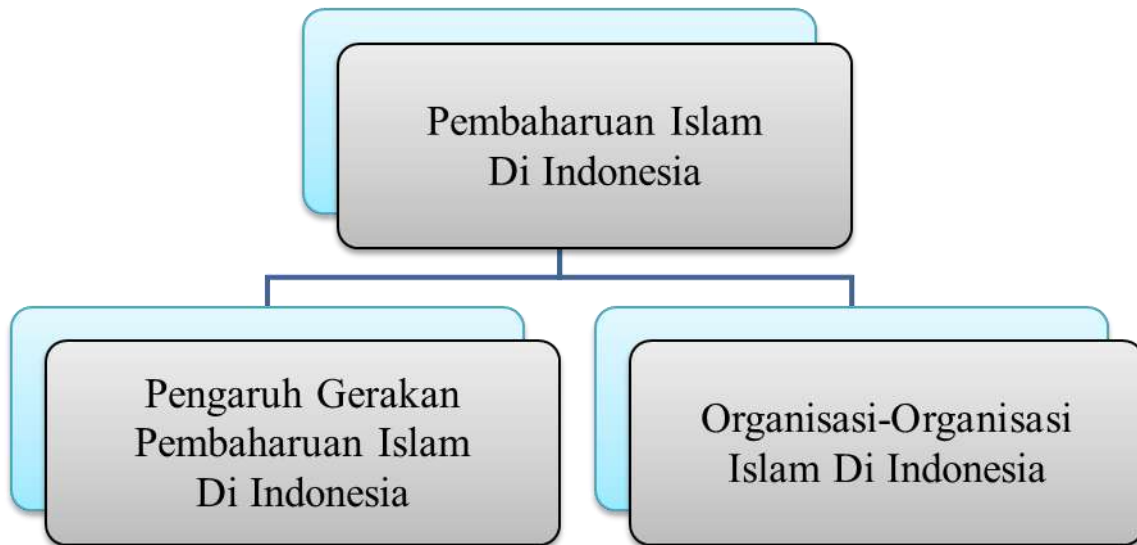 Pembaharuan Islam
Di Indonesia
Pengaruh Gerakan
Pembaharuan Islam
Di Indonesia
Organisasi-Organisasi
Islam Di Indonesia